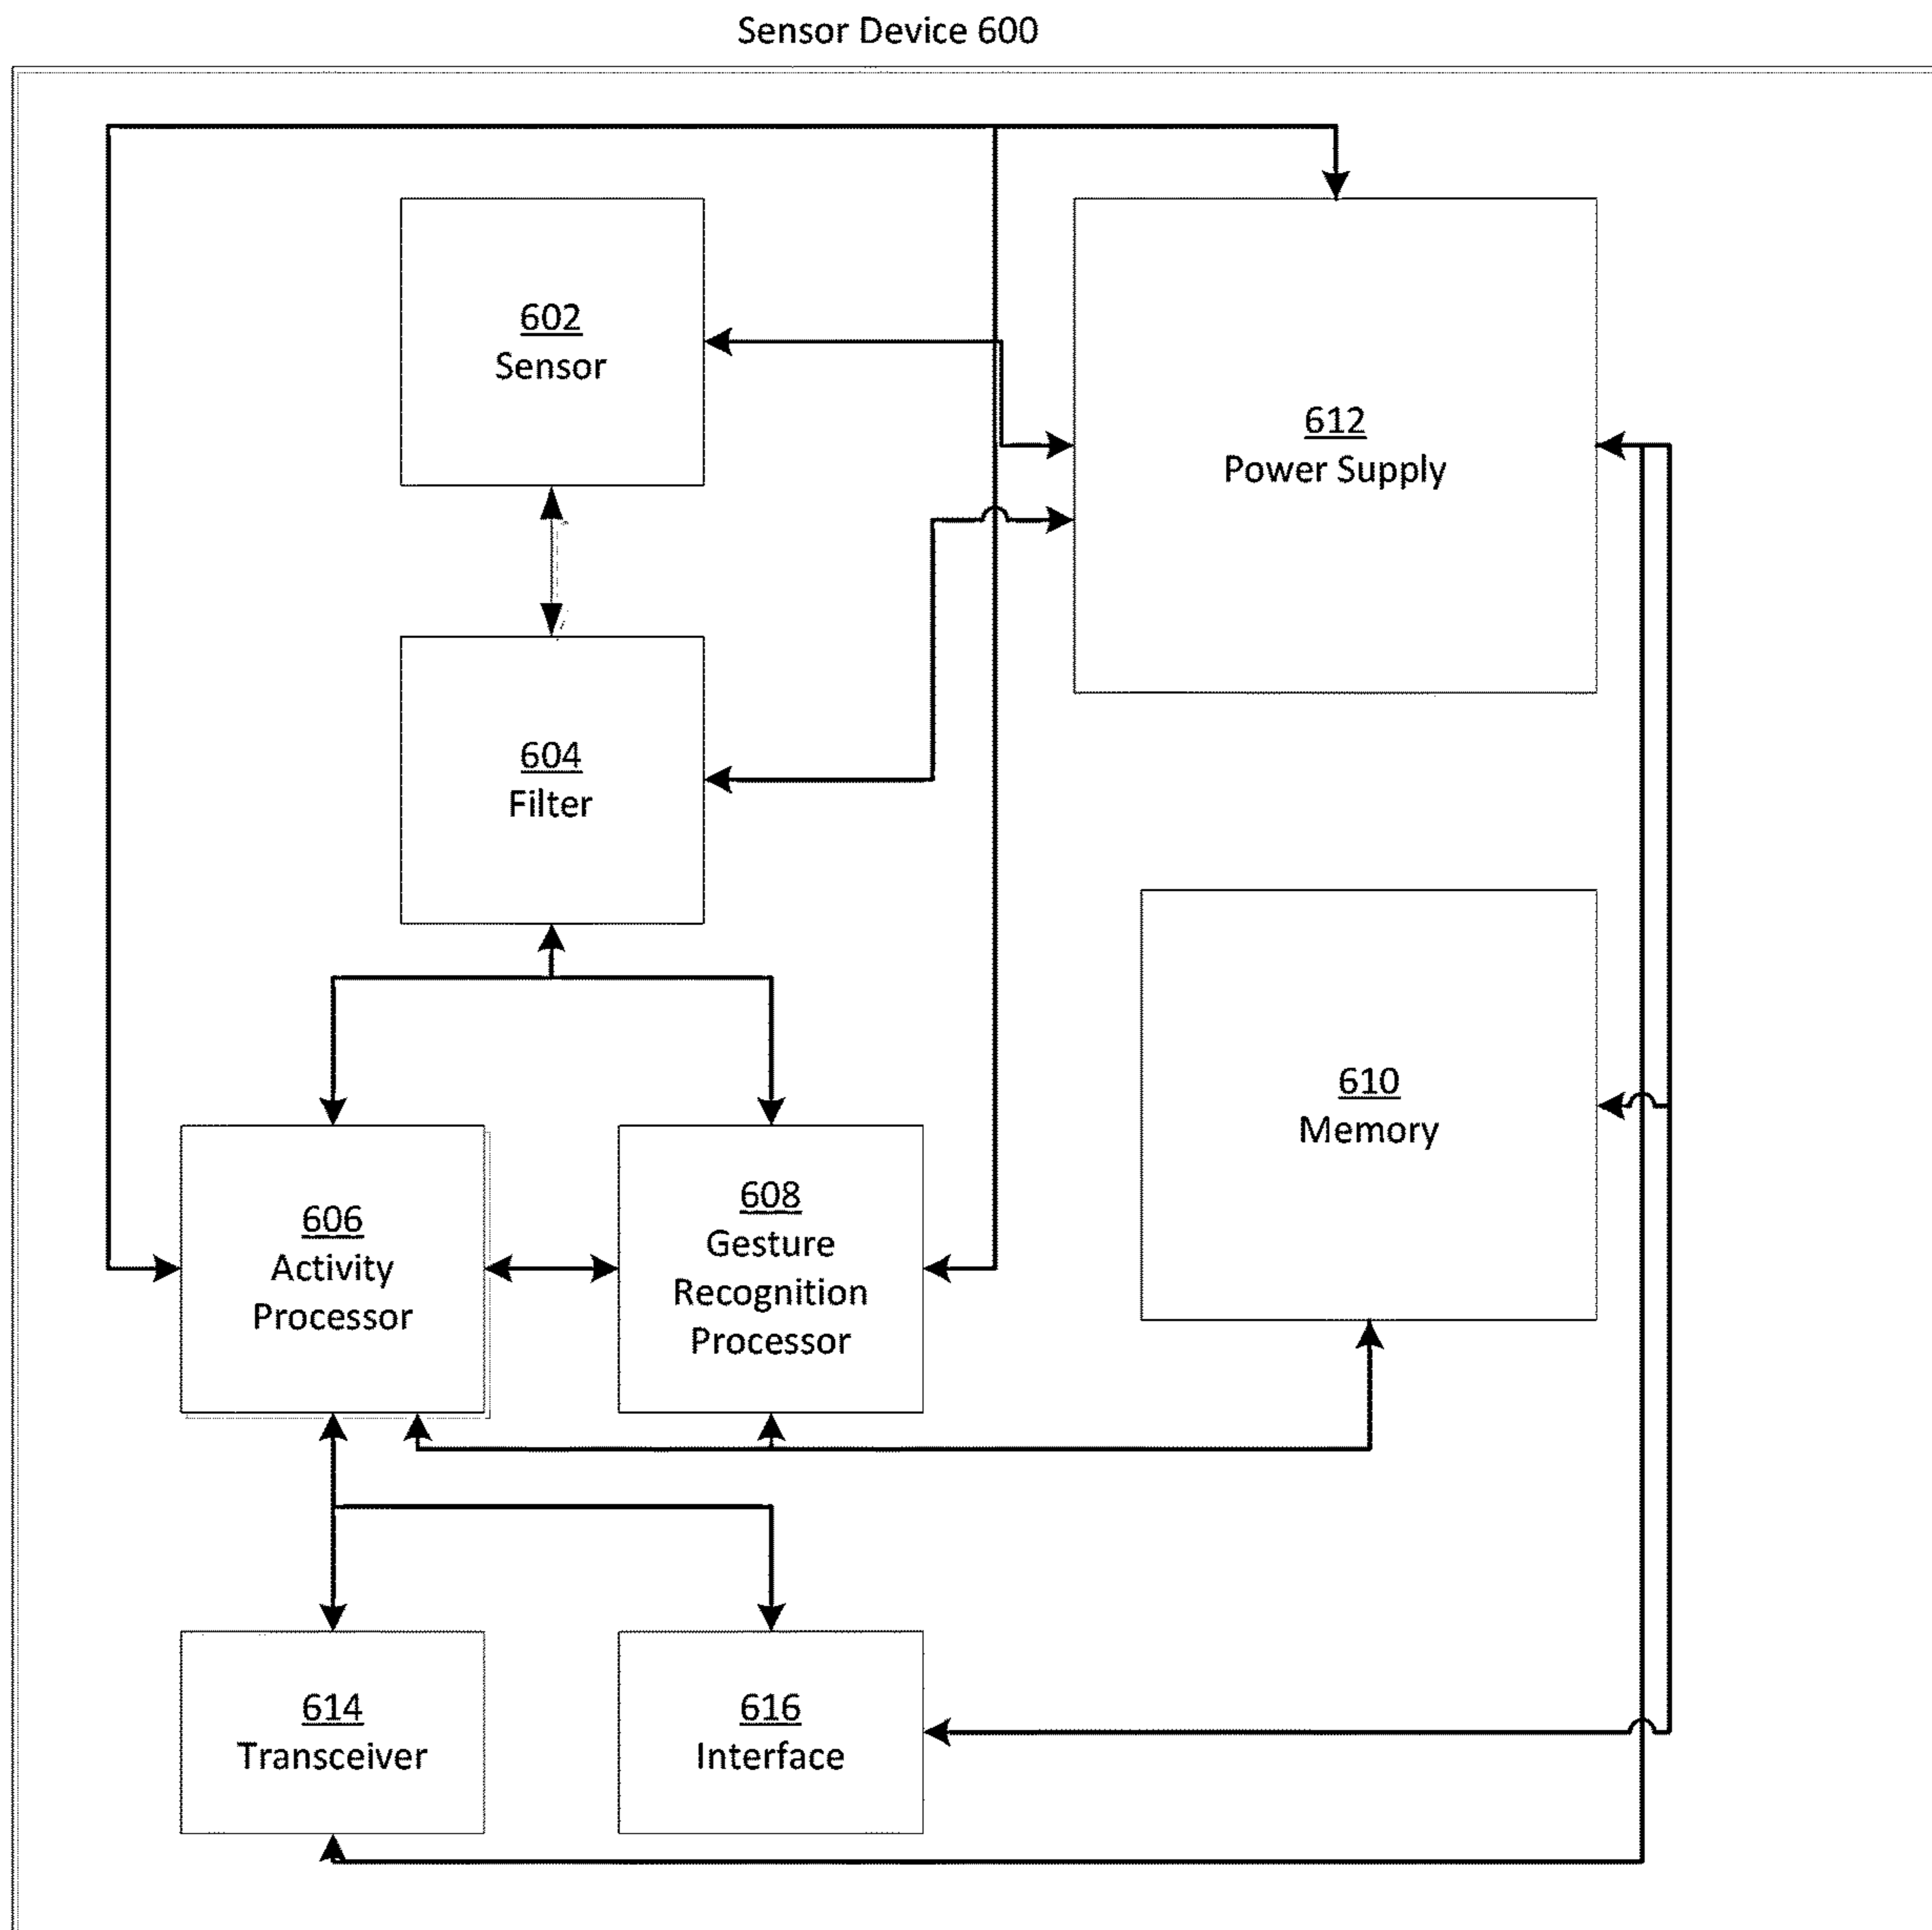 Sensor Device 600
602
Sensor
612
Power Supply
604
Filter
610
Memory
606
Activity
Processor
608
Gesture
Recognition
Processor
614
Transceiver
616
Interface